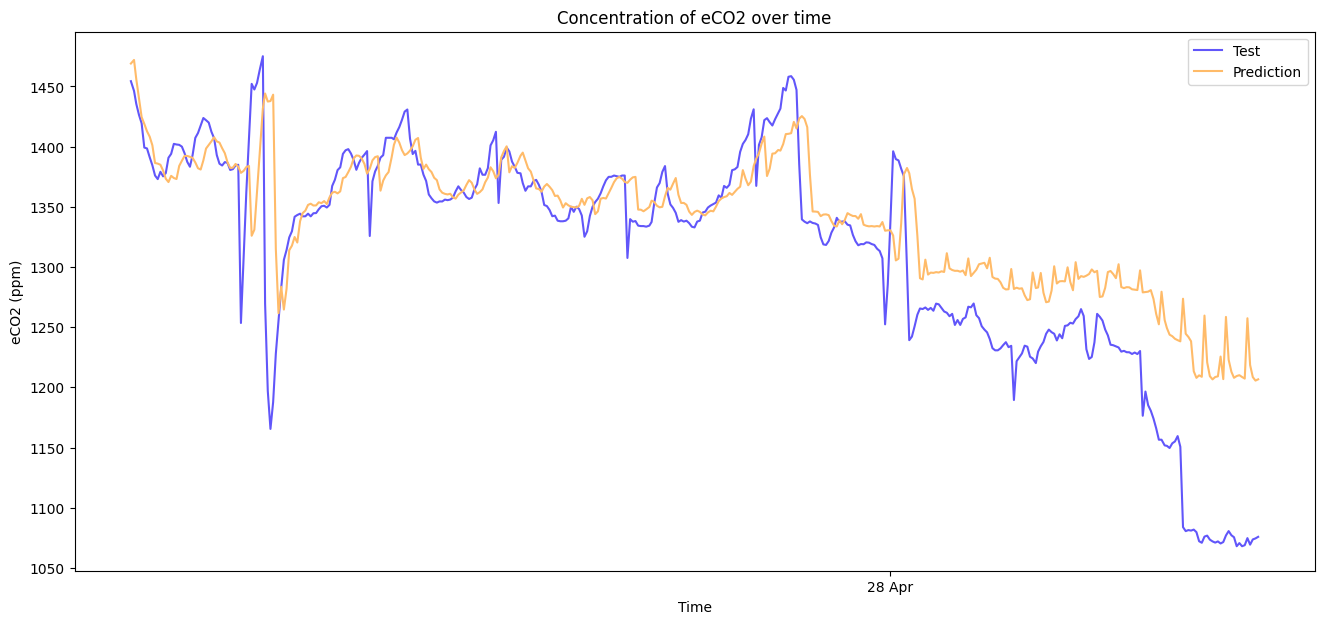 Concentration of eCO2 over time
Test
Prediction
eCO2 (ppm)
1450
1400
1350
1300
1250
1200
1150
1100
1050
28 Apr
Time